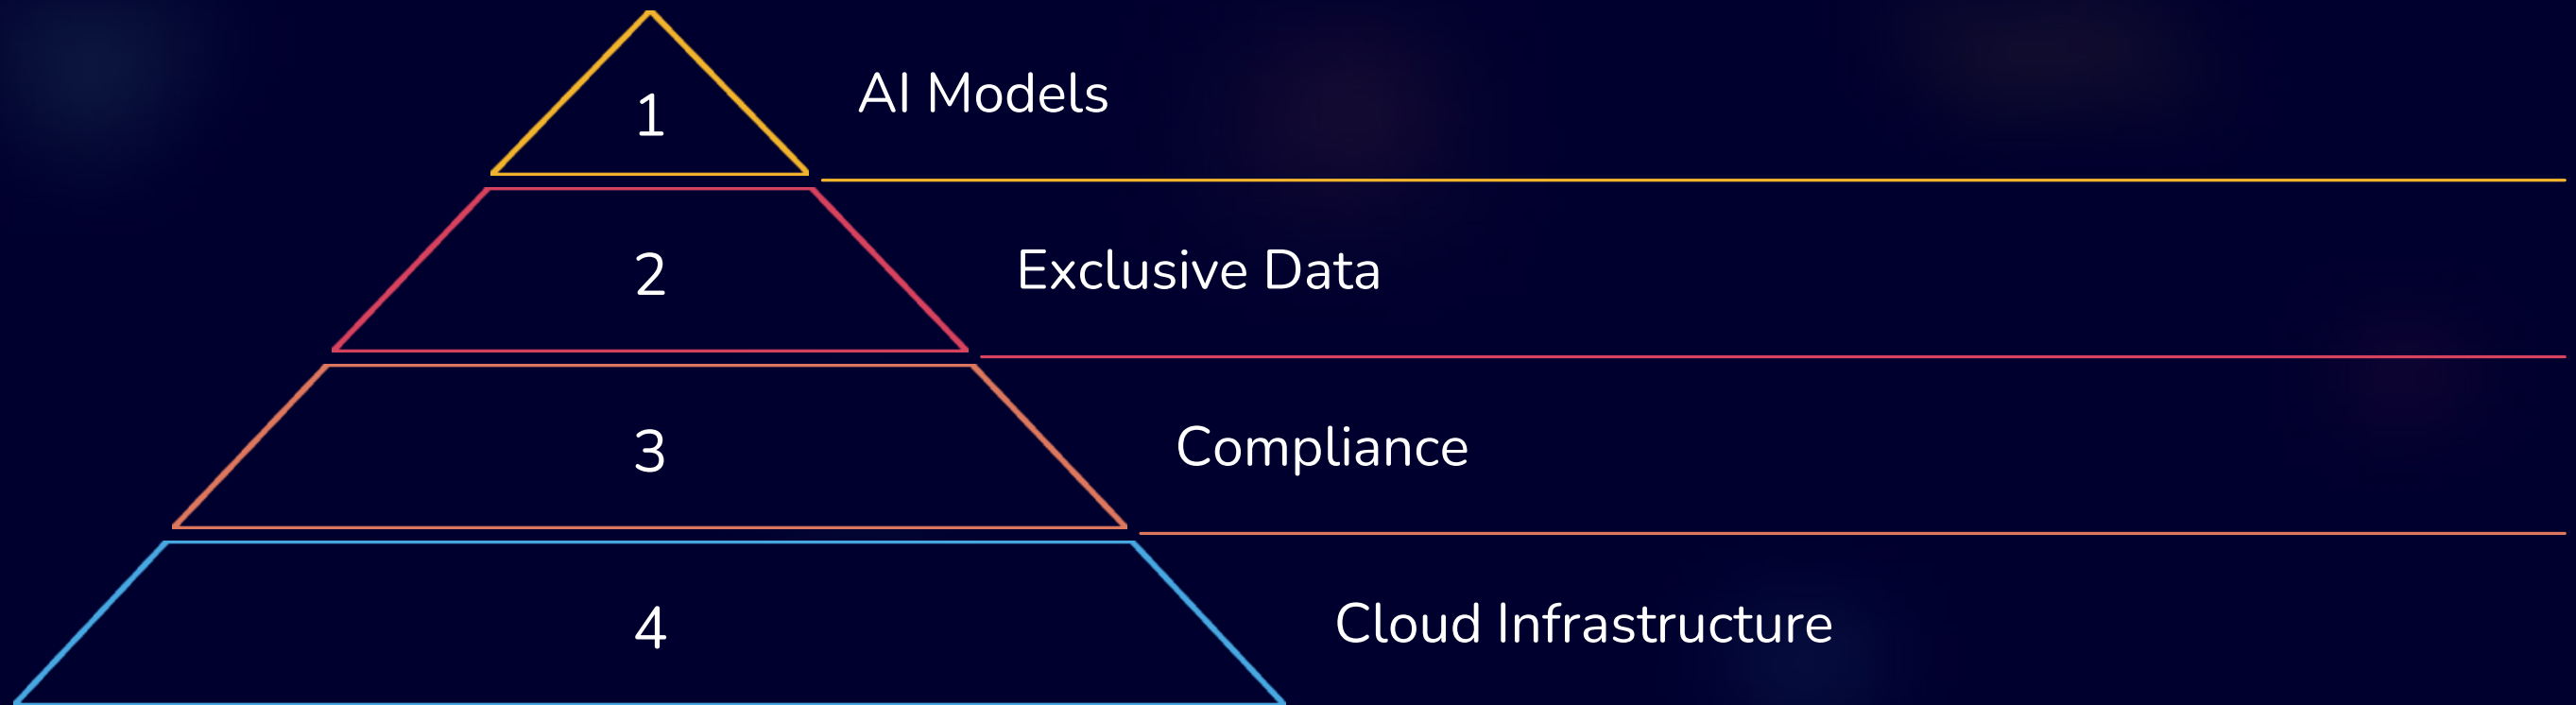 1
AI Models
2
Exclusive Data
3
Compliance
4
Cloud Infrastructure